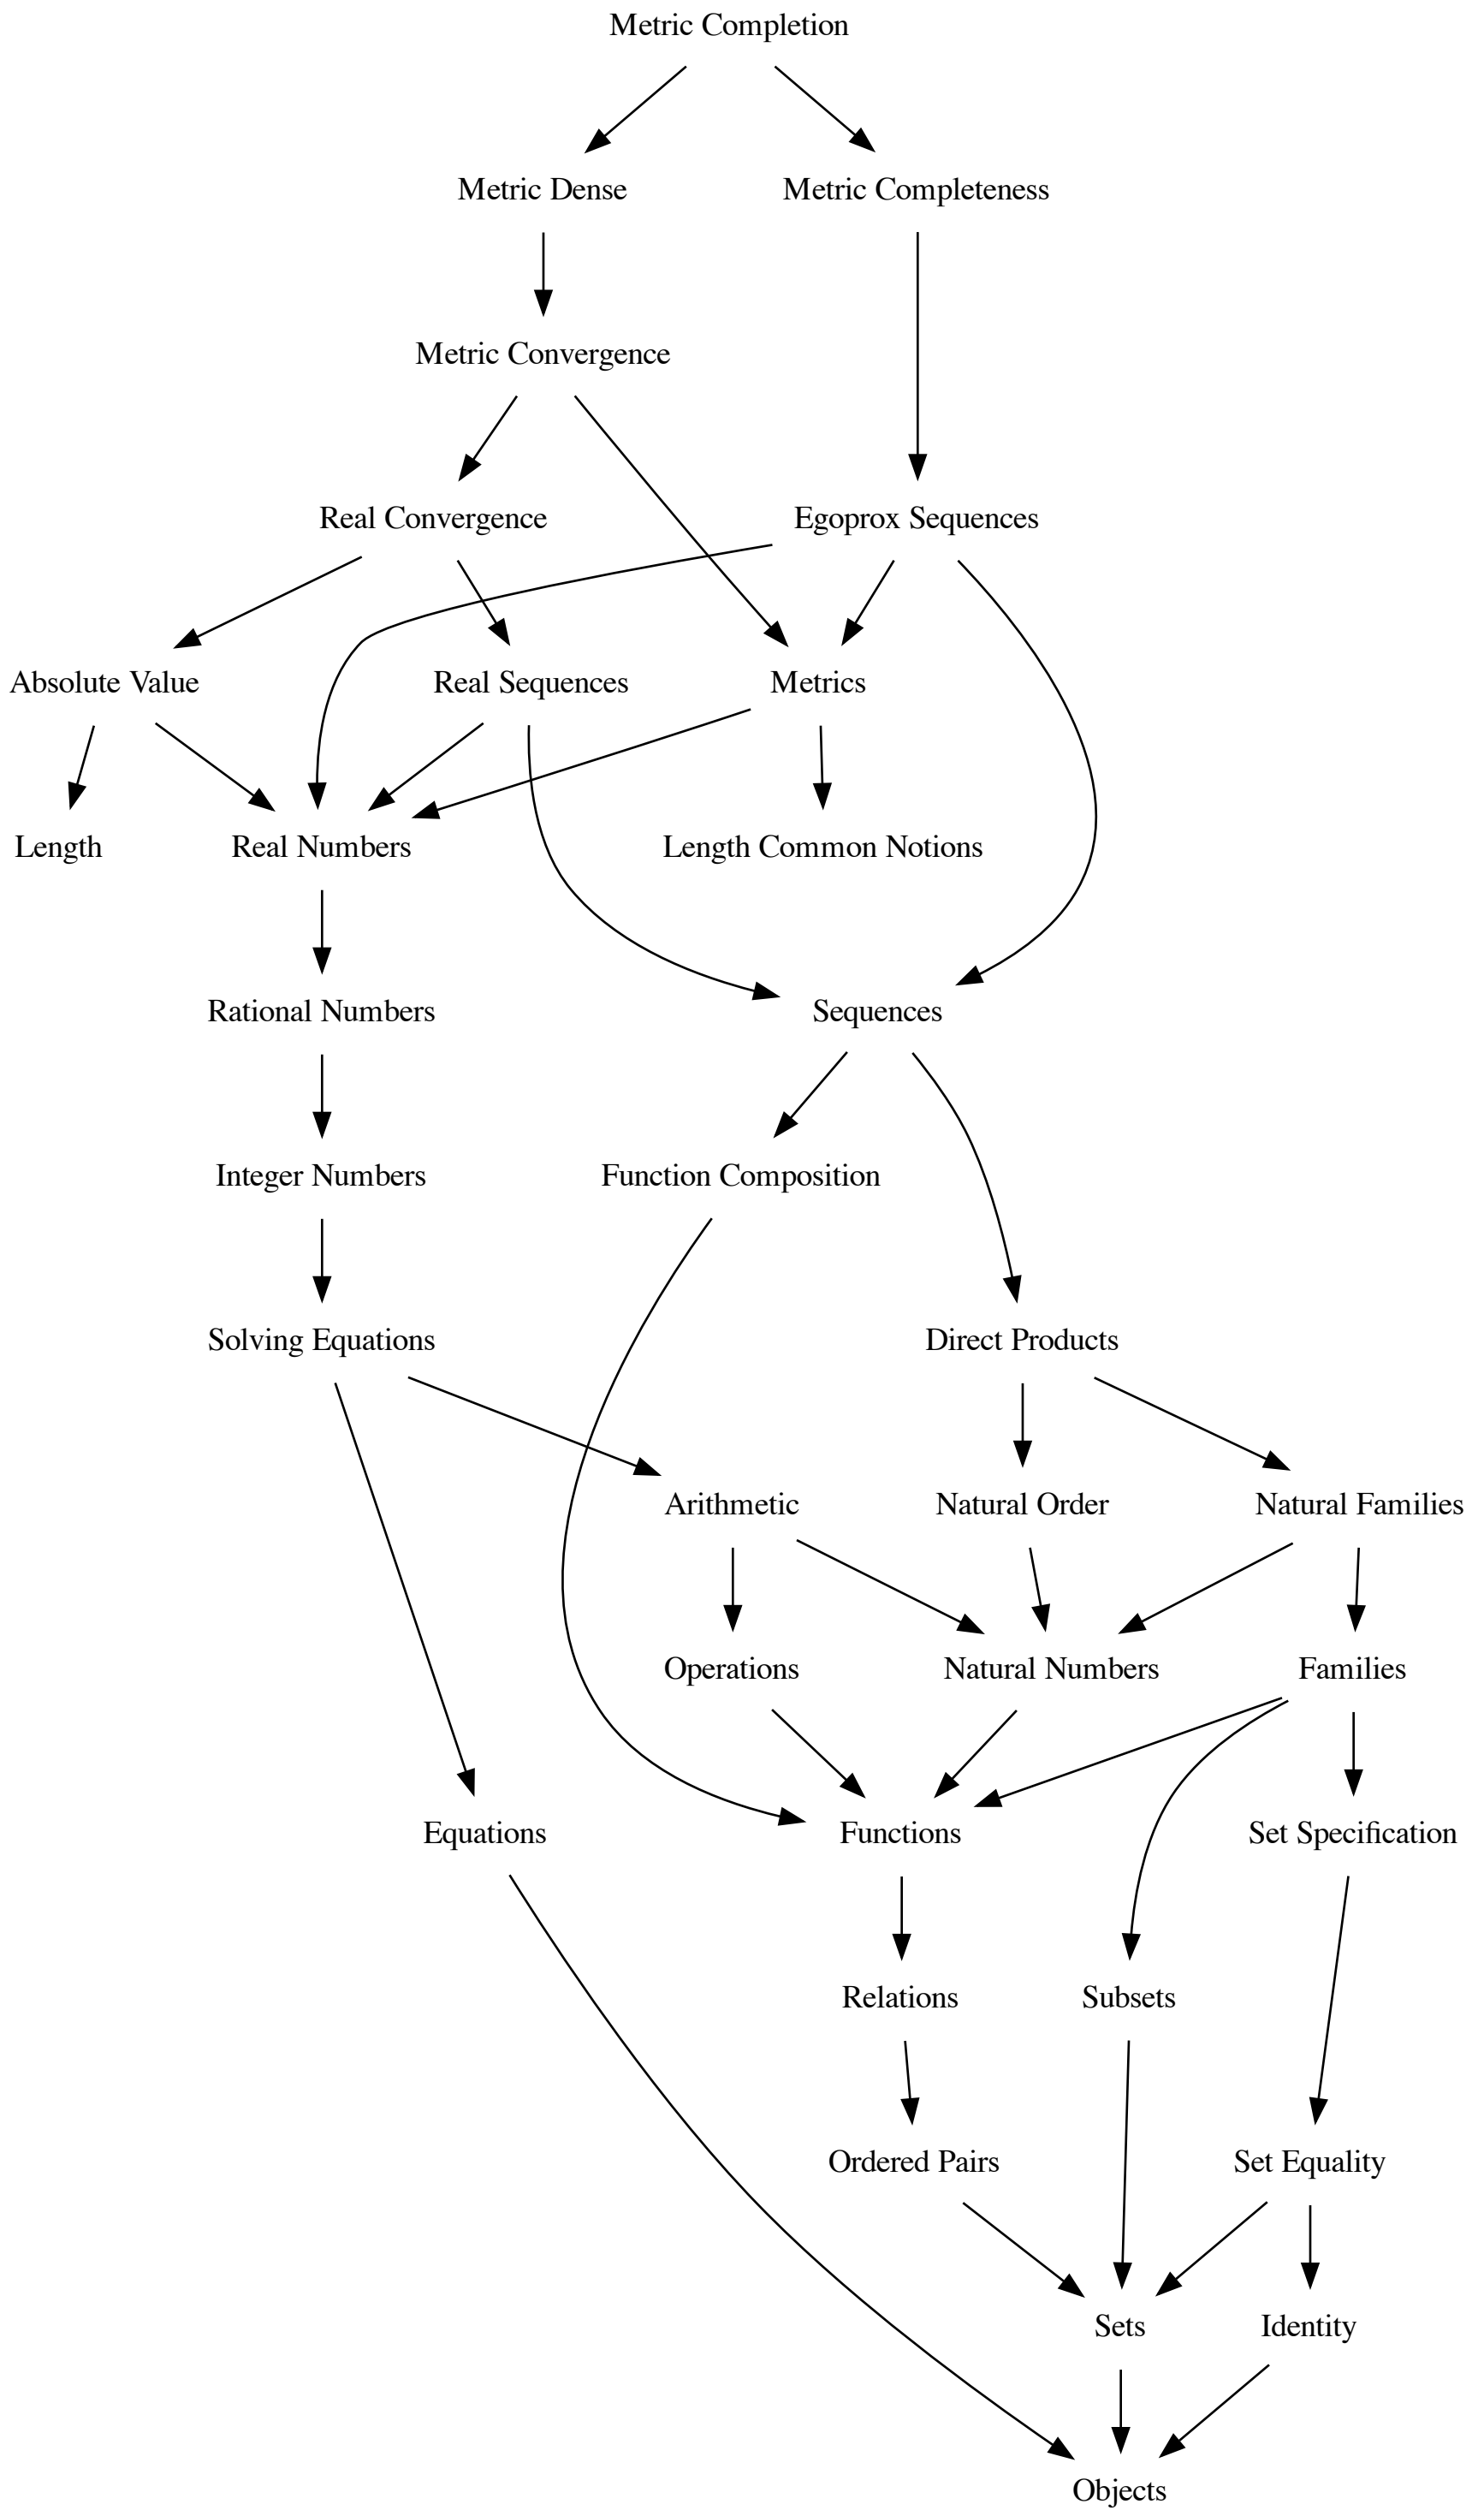 Metric Completion
Metric Dense
Metric Completeness
Metric Convergence
Real Convergence
Egoprox Sequences
Absolute Value
Real Sequences
Metrics
Length
Real Numbers
Length Common Notions
Rational Numbers
Sequences
Integer Numbers
Function Composition
Solving Equations
Direct Products
Arithmetic
Natural Order
Natural Families
Operations
Natural Numbers
Families
Equations
Functions
Set Specification
Relations
Subsets
Ordered Pairs
Set Equality
Sets
Identity
Objects